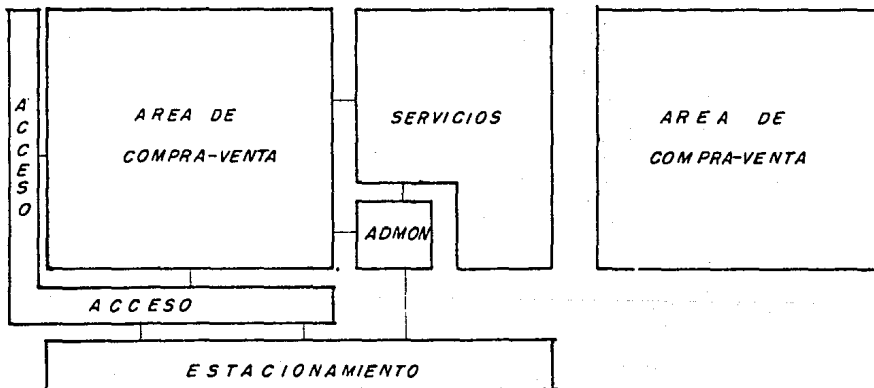 ACCESO
AREA DE
COMPRA-VENTA
SERVICIOS
ADMON
AREA DE
COMPRA-VENTA
ACCESO
ESTACIONAMIENTO